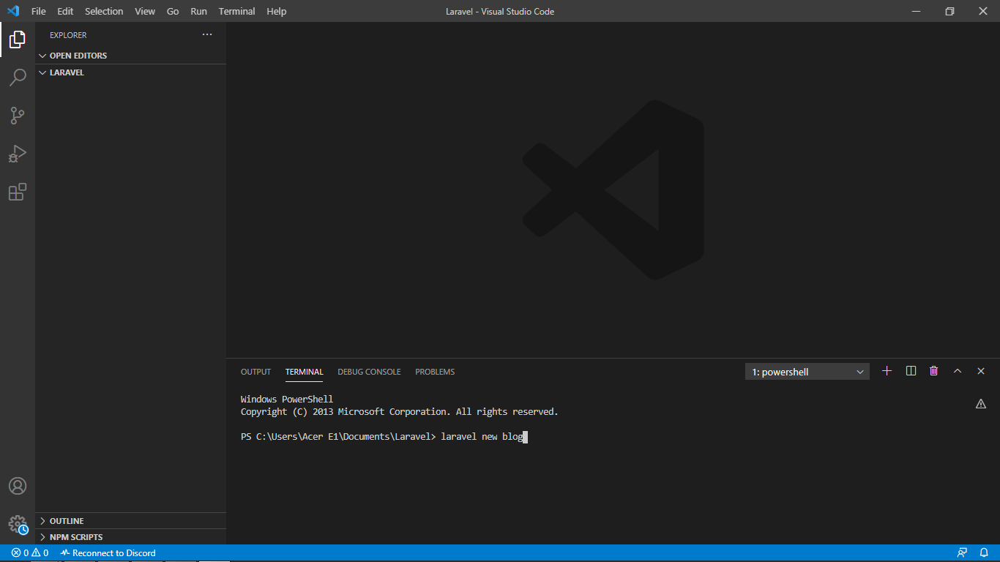 File Edit Selection View Go Run Terminal Help
Laravel - Visual Studio Code
EXPLORER
OPEN EDITORS
LARAVEL
OUTPUT TERMINAL DEBUG CONSOLE PROBLEMS
1: powershell
Windows PowerShell
Copyright (C) 2013 Microsoft Corporation. All rights reserved.
PS C:\Users\Acer E1\Documents\Laravel> laravel new blog
OUTLINE
NPM SCRIPTS
0 0 Reconnect to Discord